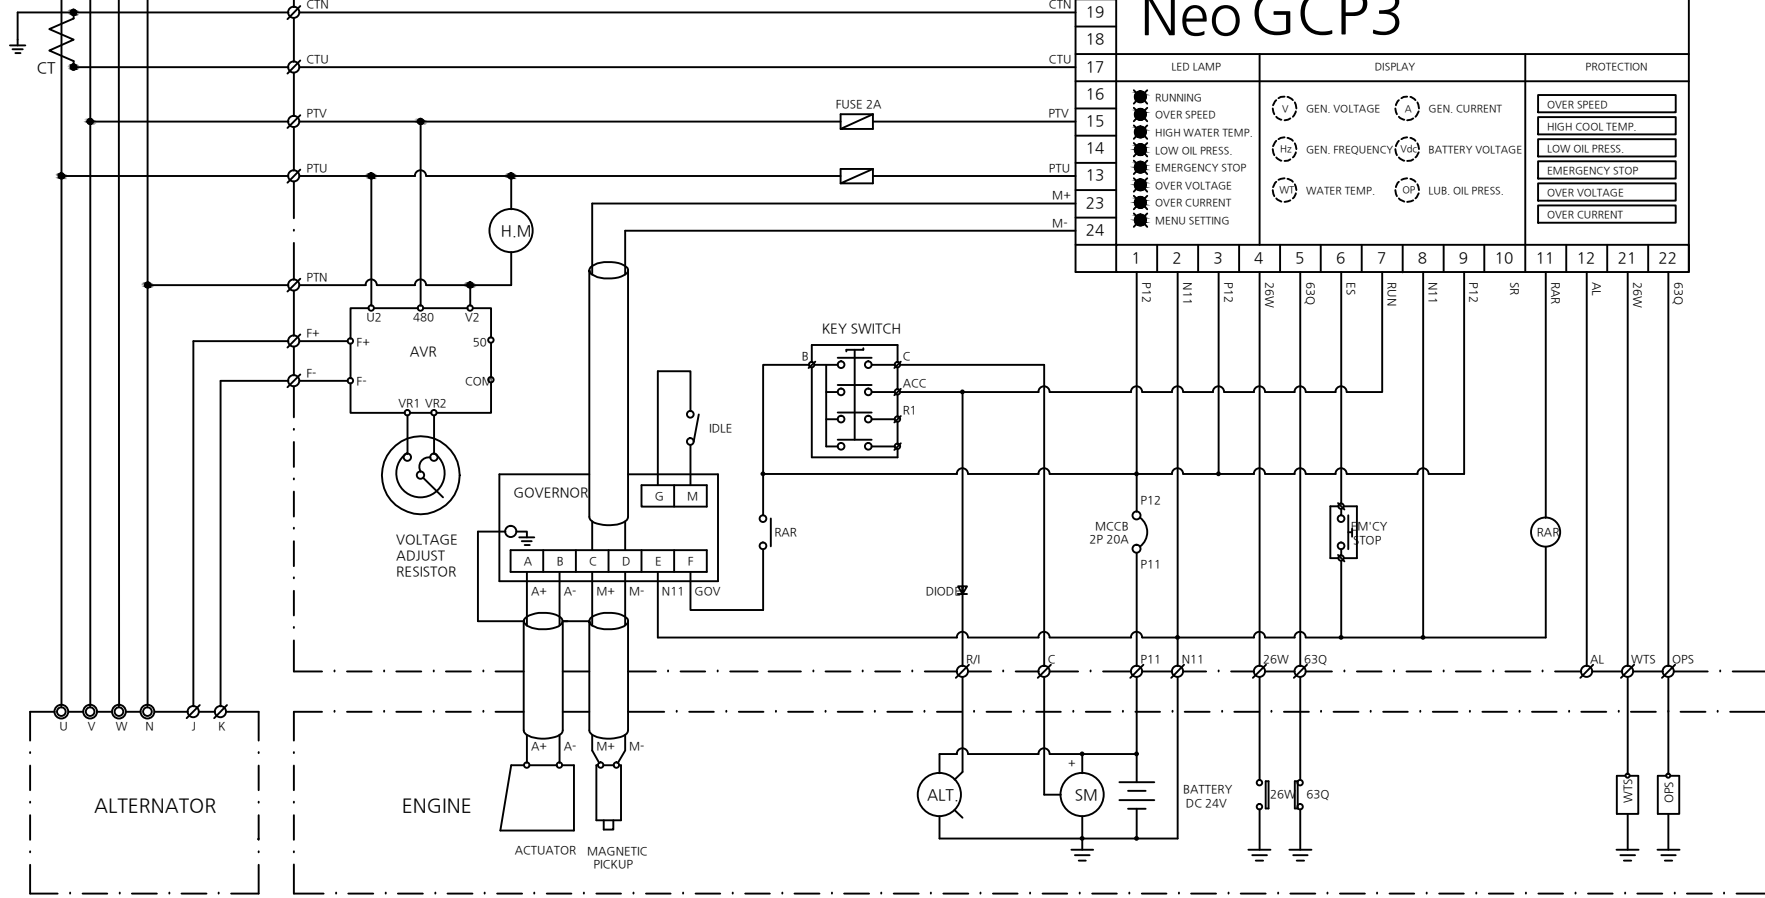 CTN
CTN
19
Neo GCP3
18
CT
CTU
CTU
17
LED LAMP
DISPLAY
PROTECTION
16
RUNNING
OVER SPEED
HIGH WATER TEMP.
LOW OIL PRESS.
EMERGENCY STOP
OVER VOLTAGE
OVER CURRENT
MENU SETTING
V GEN. VOLTAGE
A GEN. CURRENT
Hz GEN. FREQUENCY
Vdc BATTERY VOLTAGE
WT WATER TEMP.
OP LUB. OIL PRESS.
OVER SPEED
HIGH COOL TEMP.
LOW OIL PRESS.
EMERGENCY STOP
OVER VOLTAGE
OVER CURRENT
PTV
FUSE 2A
PTV
15
14
PTU
PTU
13
M+
23
M-
24
H.M
1 2 3 4 5 6 7 8 9 10 11 12 21 22
P12 N11 P12 26W 63Q ES RUN N11 P12 SR RAR AL 26W 63Q
PTN
U2 480 V2
F+
F+
50
AVR
F-
F-
COM
VR1 VR2
VOLTAGE
ADJUST
RESISTOR
KEY SWITCH
B
C
ACC
R1
IDLE
GOVERNOR
G M
A B C D E F
A+ A- M+ M- N11 GOV
RAR
P12
MCCB
2P 20A
P11
EM'CY
STOP
RAR
DIODE
R/I C P11 N11 26W 63Q AL WTS OPS
U V W N J K
A+ A- M+ M-
ALTERNATOR
ENGINE
ACTUATOR
MAGNETIC
PICKUP
ALT.
+
SM
BATTERY
DC 24V
26W
63Q
WTS
OPS